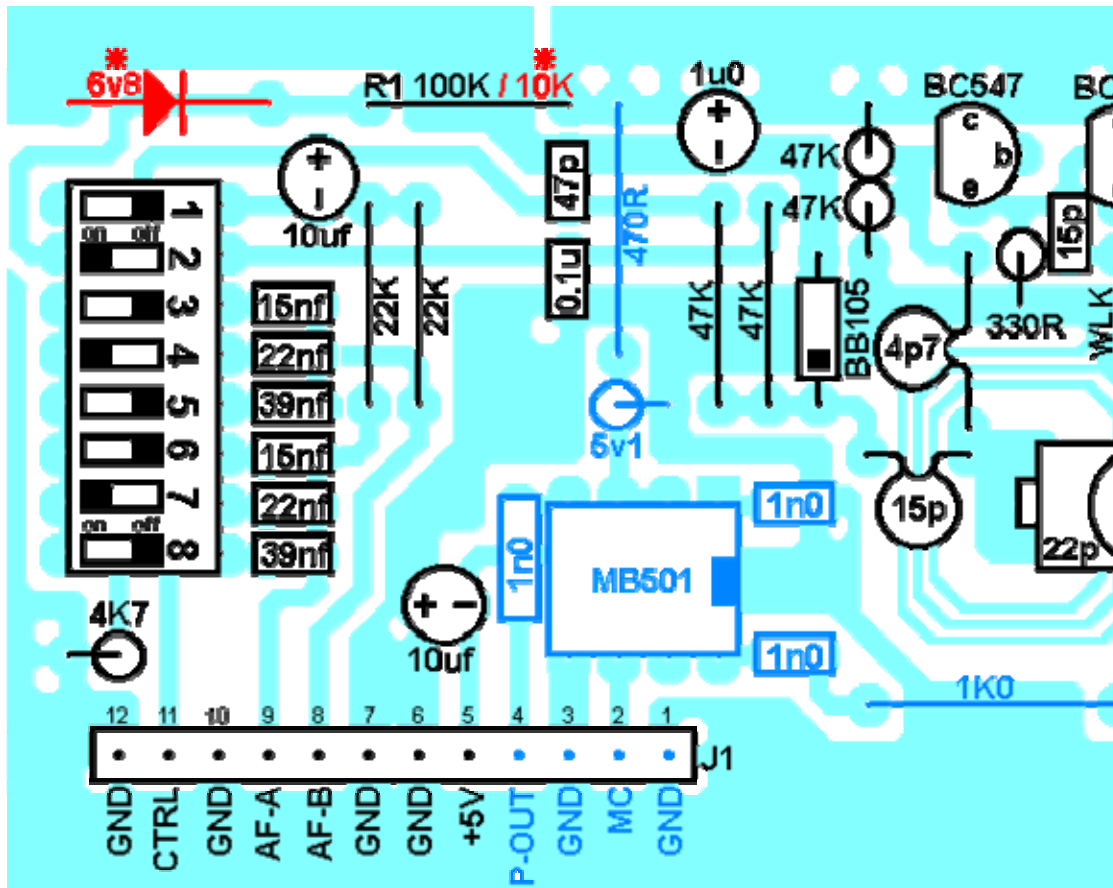 *
*
6v8
R1 100K / 10K
1u0
BC547
BC
c
b
e
+
-
10uf
47p
470R
+
-
47K
47K
15p
1
on off
2
3
4
5
6
7
on off
8
15nf
22nf
39nf
15nf
22nf
39nf
22K
22K
0.1u
47K
47K
BB105
4p7
330R
WLK
5v1
15p
22p
1n0
1n0
MB501
1n0
4K7
+ -
10uf
1K0
12 11 10 9 8 7 6 5 4 3 2 1
J1
GND
CTRL
GND
AF-A
AF-B
GND
GND
+5V
P-OUT
GND
MC
GND